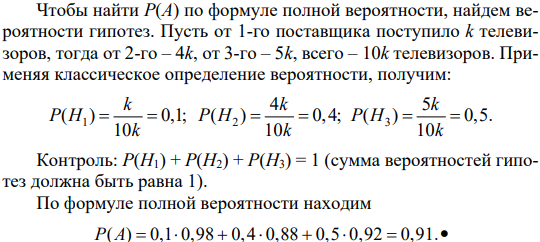 Чтобы найти P(A) по формуле полной вероятности, найдем ве-
роятности гипотез. Пусть от 1-го поставщика поступило k телеви-
зоров, тогда от 2-го – 4k, от 3-го – 5k, всего – 10k телевизоров. При-
меняя классическое определение вероятности, получим:
P(H₁) = k/10k = 0,1; P(H₂) = 4k/10k = 0,4; P(H₃) = 5k/10k = 0,5.
Контроль: P(H₁) + P(H₂) + P(H₃) = 1 (сумма вероятностей гипо-
тез должна быть равна 1).
По формуле полной вероятности находим
P(A) = 0,1·0,98 + 0,4·0,88 + 0,5·0,92 = 0,91.●